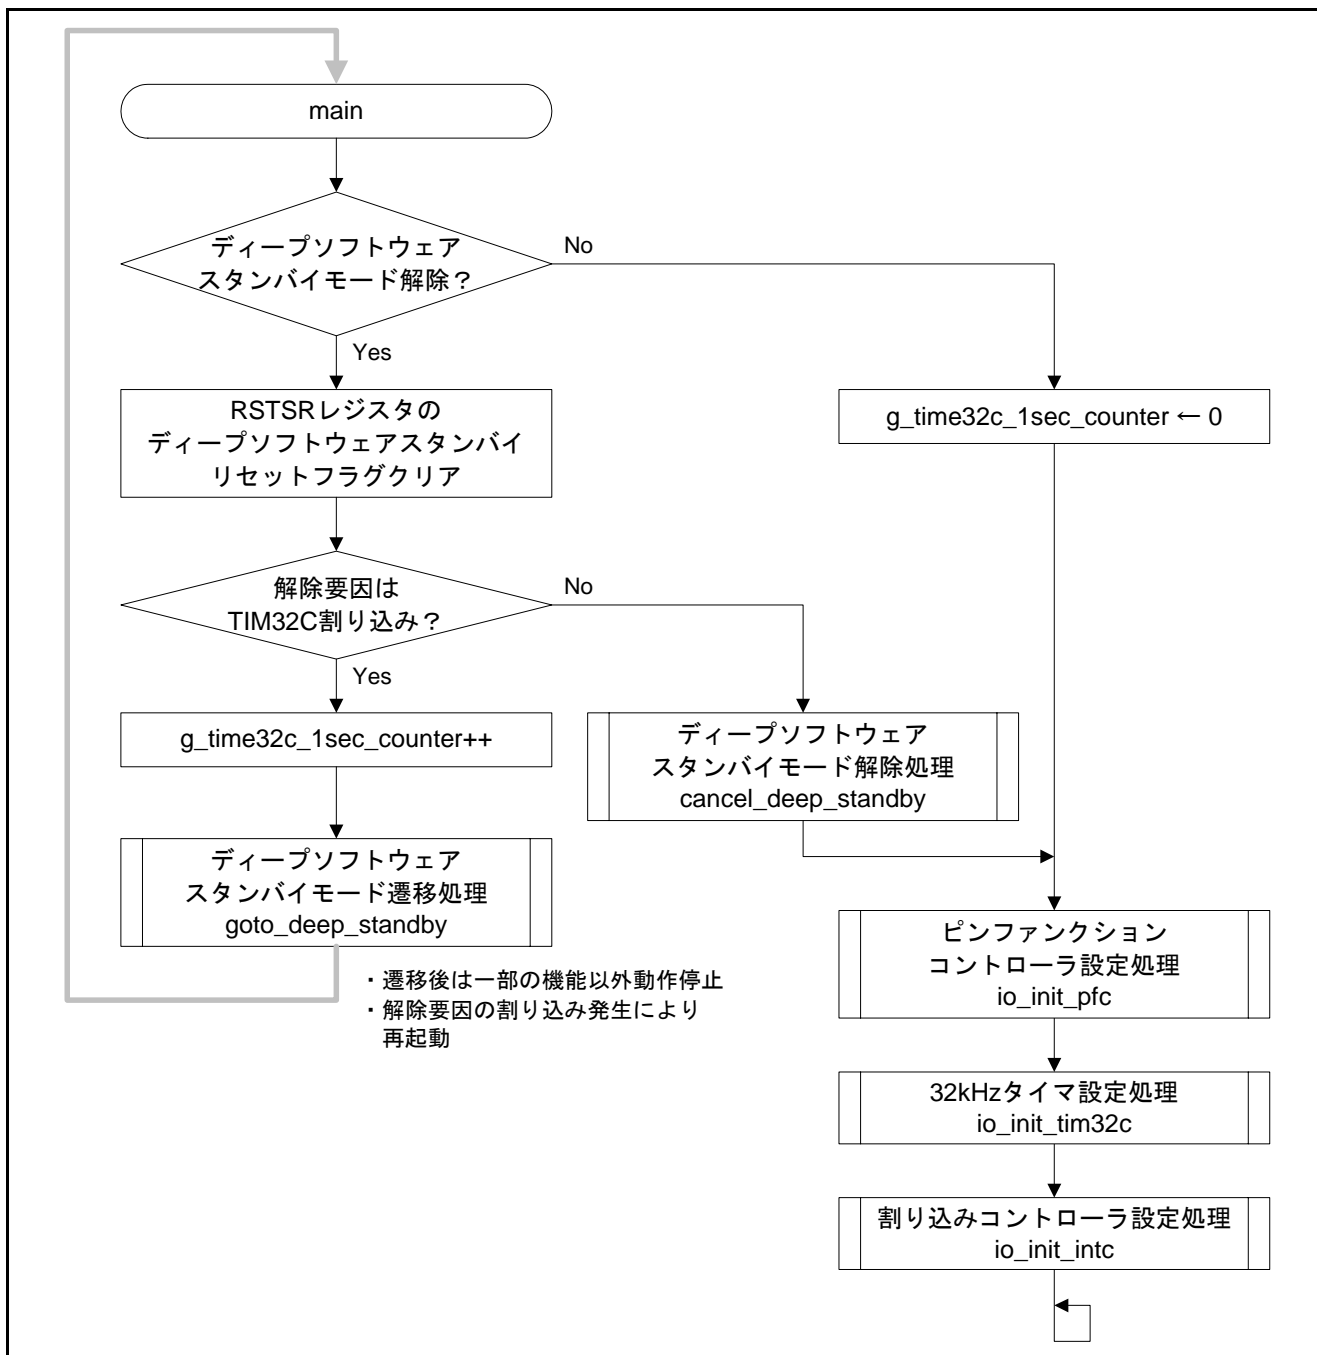 main
ディープソフトウェア
スタンバイモード解除？
No
Yes
RSTSRレジスタの
ディープソフトウェアスタンバイ
リセットフラグクリア
g_time32c_1sec_counter ← 0
解除要因は
TIM32C割り込み？
No
Yes
g_time32c_1sec_counter++
ディープソフトウェア
スタンバイモード解除処理
cancel_deep_standby
ディープソフトウェア
スタンバイモード遷移処理
goto_deep_standby
・遷移後は一部の機能以外動作停止
・解除要因の割り込み発生により
再起動
ピンファンクション
コントローラ設定処理
io_init_pfc
32kHzタイマ設定処理
io_init_tim32c
割り込みコントローラ設定処理
io_init_intc